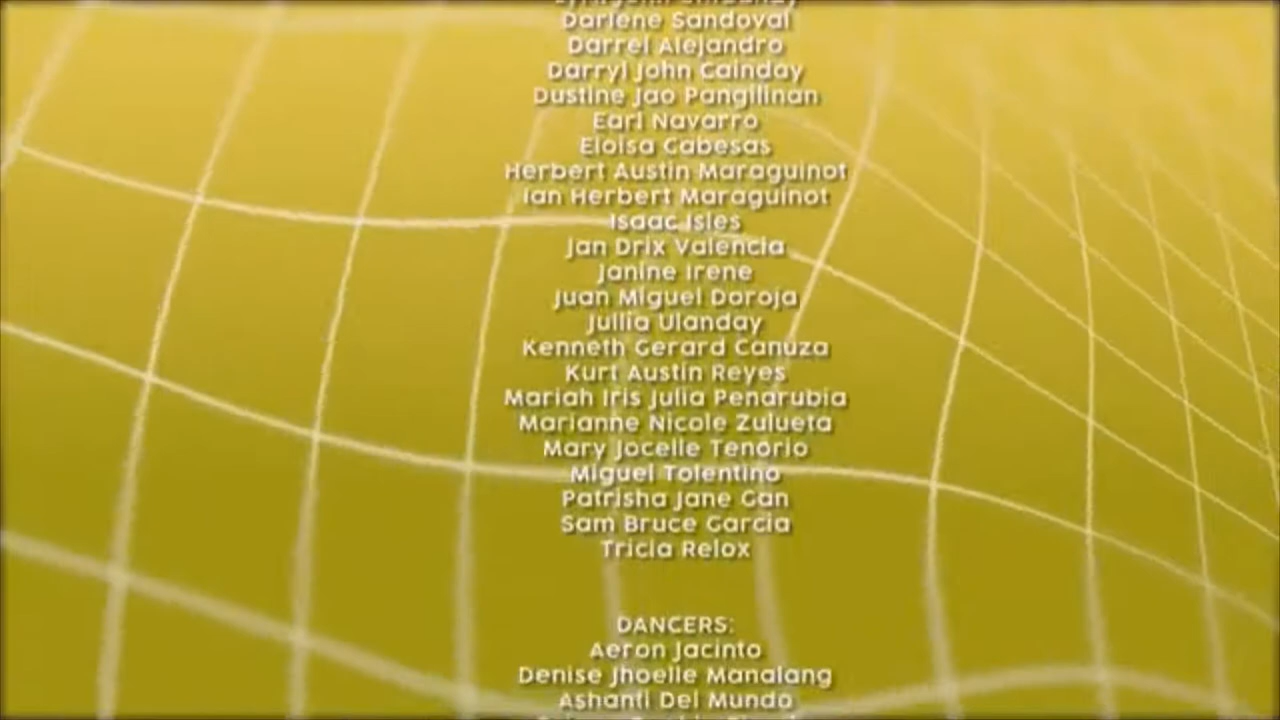 Darlene Sandoval
Darrel Alejandro
Darryl John Cainday
Dustine Jao Pangilinan
Earl Navarro
Eloisa Cabesas
Herbert Austin Maraguinot
Ian Herbert Maraguinot
Isaac Isles
Jan Drix Valencia
Janine Irene
Juan Miguel Doroja
Jullia Ulanday
Kenneth Gerard Canuza
Kurt Austin Reyes
Mariah Iris Julia Penarubia
Marianne Nicole Zulueta
Mary Jocelle Tenorio
Miguel Tolentino
Patrisha Jane Gan
Sam Bruce Garcia
Tricia Relox
DANCERS:
Aeron Jacinto
Denise Jhoelle Manalang
Ashanti Del Mundo